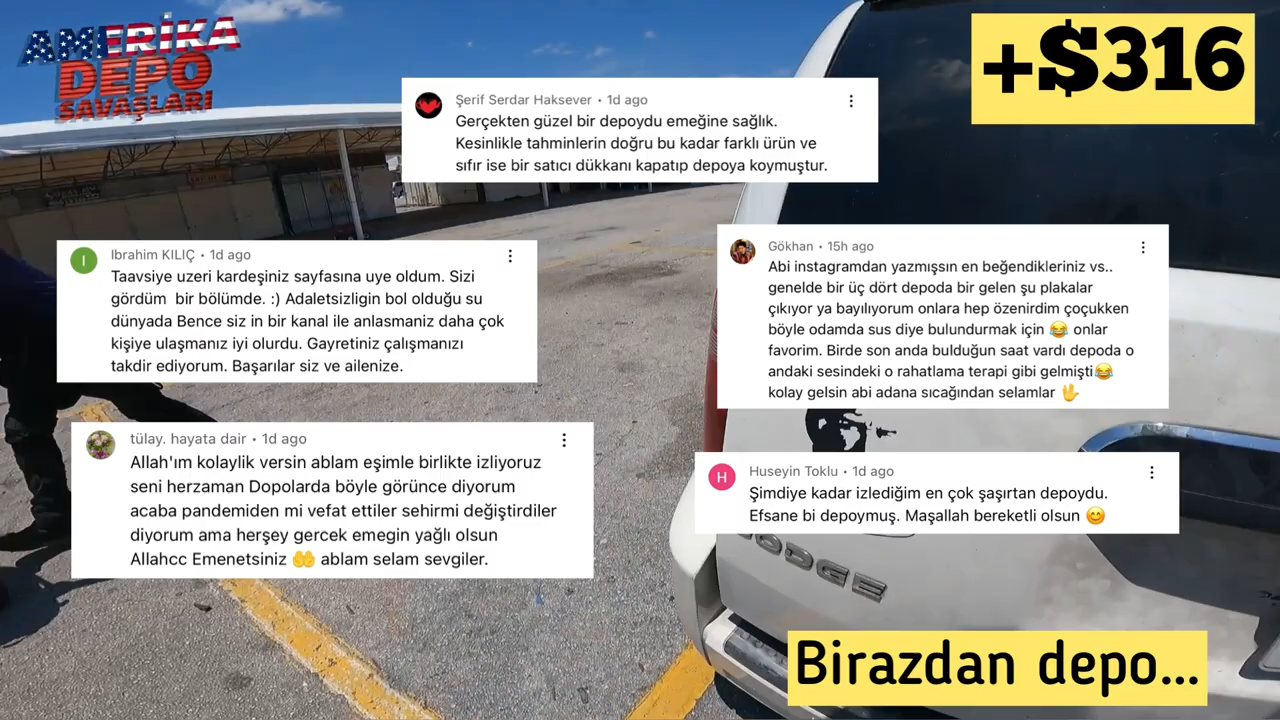 AMERİKA
DEPO
SAVAŞLARI
+$316
Şerif Serdar Haksever • 1d ago
Gerçekten güzel bir depoydu emeğine sağlık.
Kesinlikle tahminlerin doğru bu kadar farklı ürün ve
sıfır ise bir satıcı dükkanı kapatıp depoya koymuştur.
I
Ibrahim KILIÇ • 1d ago
Taavsiye uzeri kardeşiniz sayfasına uye oldum. Sizi
gördüm bir bölümde. :) Adaletsizligin bol olduğu su
dünyada Bence siz in bir kanal ile anlasmaniz daha çok
kişiye ulaşmanız iyi olurdu. Gayretiniz çalışmanızı
takdir ediyorum. Başarılar siz ve ailenize.
Gökhan • 15h ago
Abi instagramdan yazmışsın en beğendikleriniz vs..
genelde bir üç dört depoda bir gelen şu plakalar
çıkıyor ya bayılıyorum onlara hep özenirdim çoçukken
böyle odamda sus diye bulundurmak için 😂 onlar
favorim. Birde son anda bulduğun saat vardı depoda o
andaki sesindeki o rahatlama terapi gibi gelmişti😂
kolay gelsin abi adana sıcağından selamlar 🖖
tülay. hayata dair • 1d ago
Allah'ım kolaylik versin ablam eşimle birlikte izliyoruz
seni herzaman Dopolarda böyle görünce diyorum
acaba pandemiden mi vefat ettiler sehirmi değiştirdiler
diyorum ama herşey gercek emegin yağlı olsun
Allahcc Emenetsiniz 🤲 ablam selam sevgiler.
H
Huseyin Toklu • 1d ago
Şimdiye kadar izlediğim en çok şaşırtan depoydu.
Efsane bi depoymuş. Maşallah bereketli olsun 😊
DODGE
Birazdan depo...